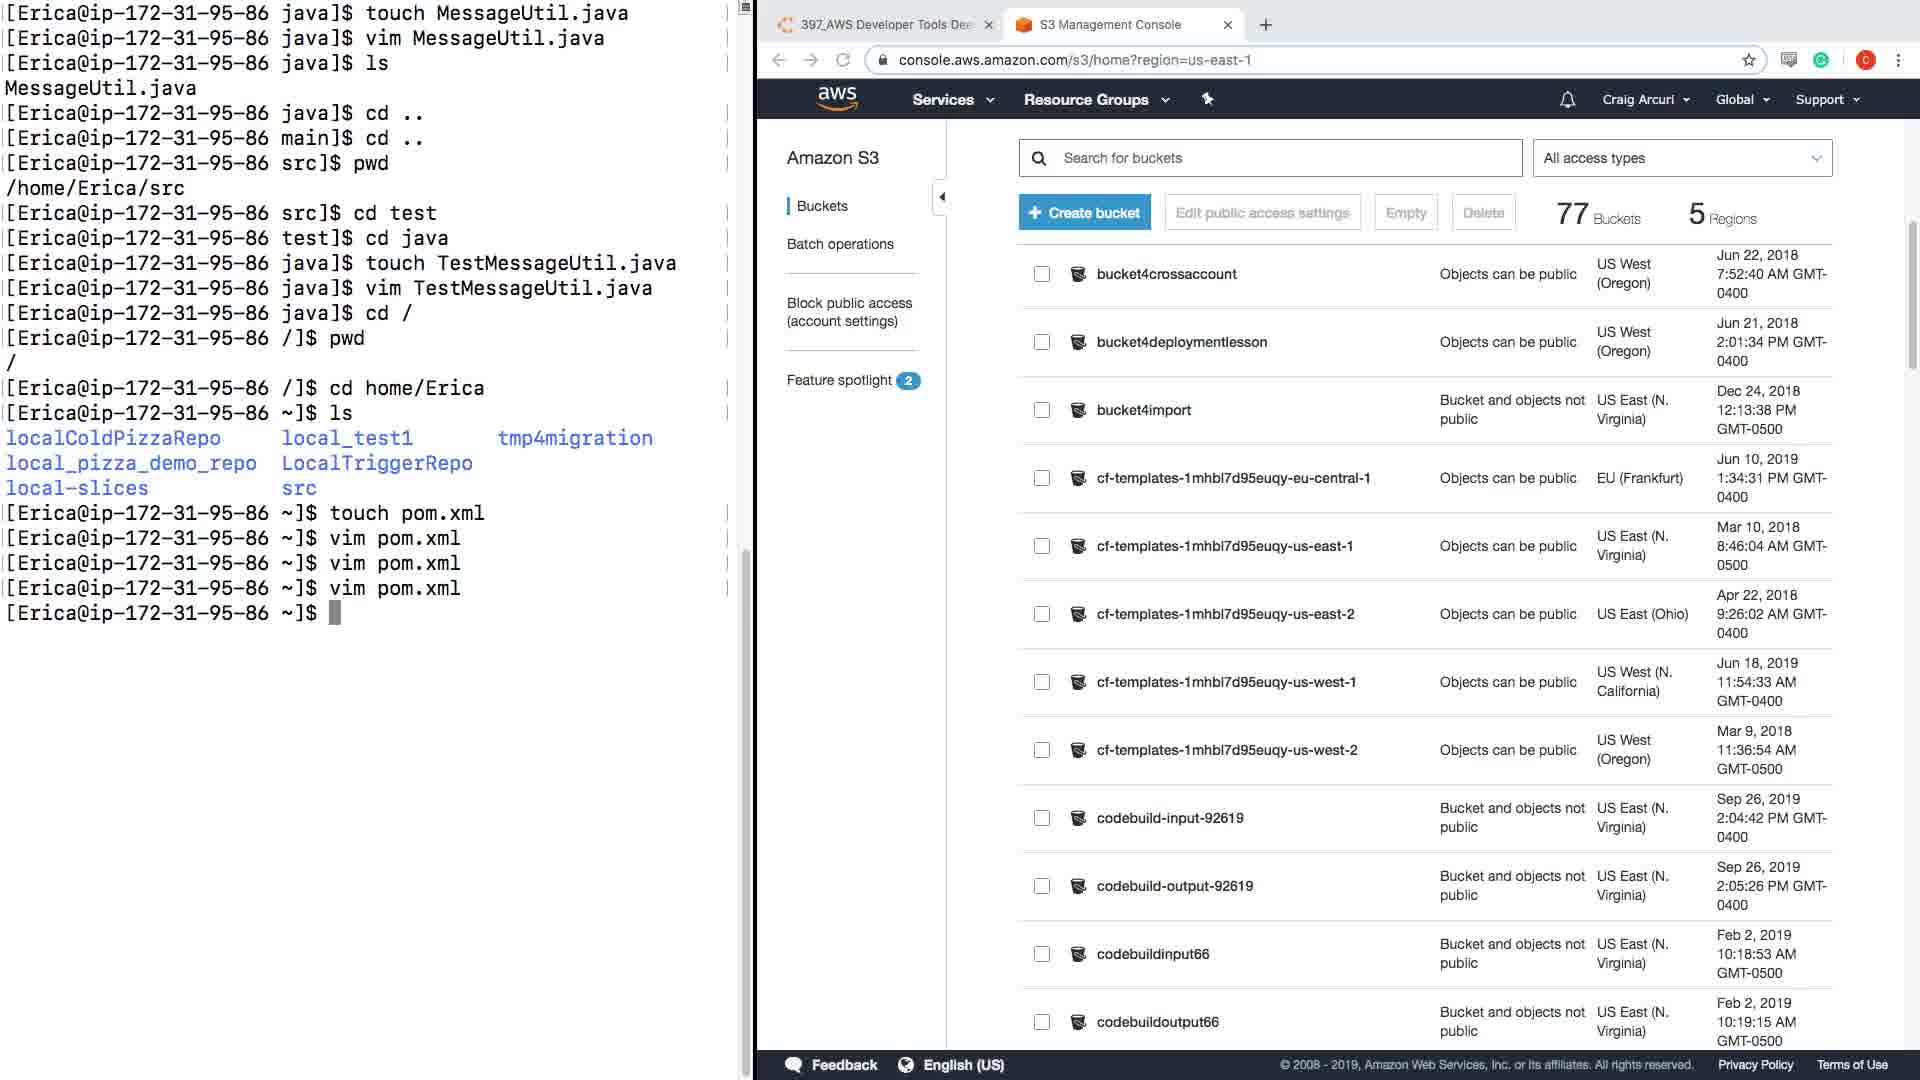 [Erica@ip-172-31-95-86 java]$ touch MessageUtil.java
[Erica@ip-172-31-95-86 java]$ vim MessageUtil.java
[Erica@ip-172-31-95-86 java]$ ls
MessageUtil.java
[Erica@ip-172-31-95-86 java]$ cd ..
[Erica@ip-172-31-95-86 main]$ cd ..
[Erica@ip-172-31-95-86 src]$ pwd
/home/Erica/src
[Erica@ip-172-31-95-86 src]$ cd test
[Erica@ip-172-31-95-86 test]$ cd java
[Erica@ip-172-31-95-86 java]$ touch TestMessageUtil.java
[Erica@ip-172-31-95-86 java]$ vim TestMessageUtil.java
[Erica@ip-172-31-95-86 java]$ cd /
[Erica@ip-172-31-95-86 /]$ pwd
/
[Erica@ip-172-31-95-86 /]$ cd home/Erica
[Erica@ip-172-31-95-86 ~]$ ls
localColdPizzaRepo local_test1 tmp4migration
local_pizza_demo_repo LocalTriggerRepo
local-slices src
[Erica@ip-172-31-95-86 ~]$ touch pom.xml
[Erica@ip-172-31-95-86 ~]$ vim pom.xml
[Erica@ip-172-31-95-86 ~]$ vim pom.xml
[Erica@ip-172-31-95-86 ~]$ vim pom.xml
[Erica@ip-172-31-95-86 ~]$
397_AWS Developer Tools Dee
S3 Management Console
console.aws.amazon.com/s3/home?region=us-east-1
C
aws
Services
Resource Groups
Craig Arcuri
Global
Support
Amazon S3
Buckets
Batch operations
Block public access
(account settings)
Feature spotlight 2
Search for buckets
All access types
+ Create bucket
Edit public access settings
Empty
Delete
77 Buckets
5 Regions
bucket4crossaccount
Objects can be public
US West
(Oregon)
Jun 22, 2018
7:52:40 AM GMT-
0400
bucket4deploymentlesson
Objects can be public
US West
(Oregon)
Jun 21, 2018
2:01:34 PM GMT-
0400
bucket4import
Bucket and objects not
public
US East (N.
Virginia)
Dec 24, 2018
12:13:38 PM
GMT-0500
cf-templates-1mhbl7d95euqy-eu-central-1
Objects can be public
EU (Frankfurt)
Jun 10, 2019
1:34:31 PM GMT-
0400
cf-templates-1mhbl7d95euqy-us-east-1
Objects can be public
US East (N.
Virginia)
Mar 10, 2018
8:46:04 AM GMT-
0500
cf-templates-1mhbl7d95euqy-us-east-2
Objects can be public
US East (Ohio)
Apr 22, 2018
9:26:02 AM GMT-
0400
cf-templates-1mhbl7d95euqy-us-west-1
Objects can be public
US West (N.
California)
Jun 18, 2019
11:54:33 AM
GMT-0400
cf-templates-1mhbl7d95euqy-us-west-2
Objects can be public
US West
(Oregon)
Mar 9, 2018
11:36:54 AM
GMT-0500
codebuild-input-92619
Bucket and objects not
public
US East (N.
Virginia)
Sep 26, 2019
2:04:42 PM GMT-
0400
codebuild-output-92619
Bucket and objects not
public
US East (N.
Virginia)
Sep 26, 2019
2:05:26 PM GMT-
0400
codebuildinput66
Bucket and objects not
public
US East (N.
Virginia)
Feb 2, 2019
10:18:53 AM
GMT-0500
codebuildoutput66
Bucket and objects not
public
US East (N.
Virginia)
Feb 2, 2019
10:19:15 AM
GMT-0500
Feedback
English (US)
© 2008 - 2019, Amazon Web Services, Inc. or its affiliates. All rights reserved.
Privacy Policy
Terms of Use